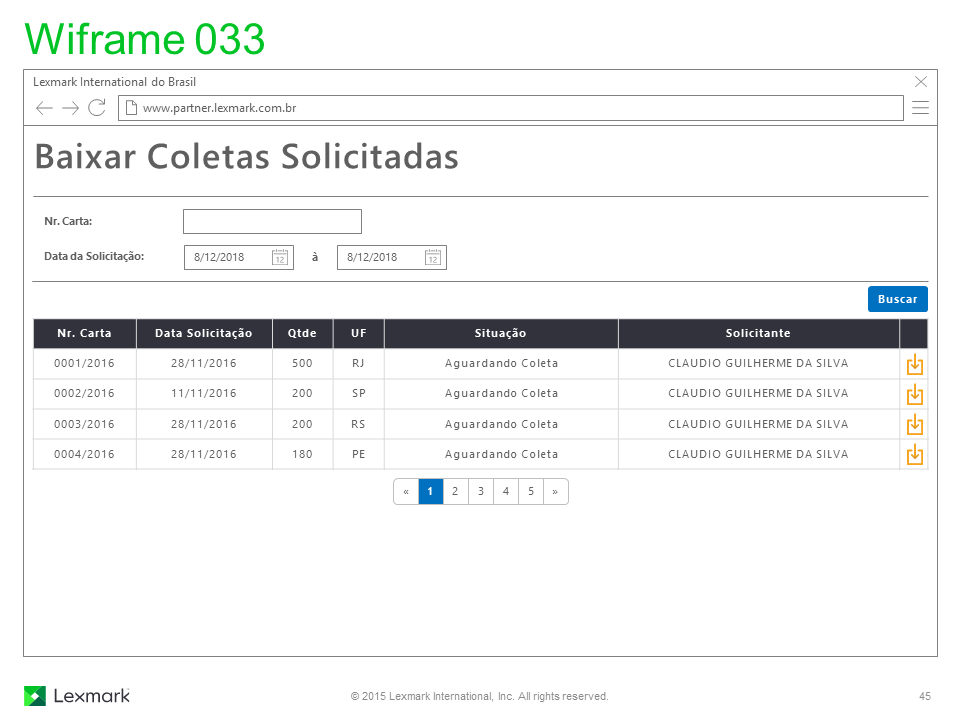 Wiframe 033
Lexmark International do Brasil
www.partner.lexmark.com.br
Baixar Coletas Solicitadas
Nr. Carta:
Data da Solicitação: 8/12/2018 12 à 8/12/2018 12
Buscar
Nr. Carta Data Solicitação Qtde UF Situação Solicitante
0001/2016 28/11/2016 500 RJ Aguardando Coleta CLAUDIO GUILHERME DA SILVA
0002/2016 11/11/2016 200 SP Aguardando Coleta CLAUDIO GUILHERME DA SILVA
0003/2016 28/11/2016 200 RS Aguardando Coleta CLAUDIO GUILHERME DA SILVA
0004/2016 28/11/2016 180 PE Aguardando Coleta CLAUDIO GUILHERME DA SILVA
« 1 2 3 4 5 »
Lexmark © 2015 Lexmark International, Inc. All rights reserved. 45